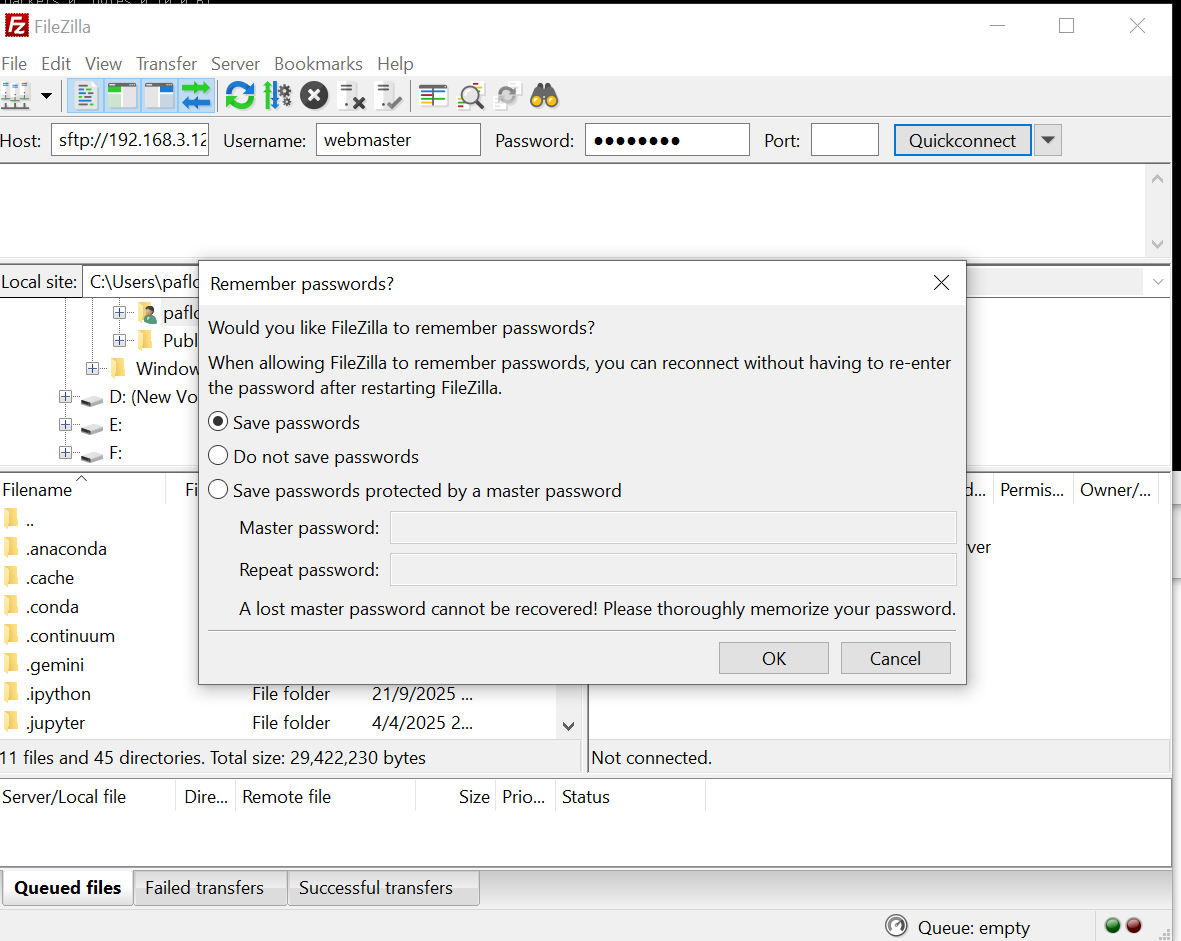 FileZilla
File Edit View Transfer Server Bookmarks Help
Host: sftp://192.168.3.12 Username: webmaster Password: ●●●●●●●● Port: Quickconnect
Local site: C:\Users\paflo
Remember passwords?
Would you like FileZilla to remember passwords?
When allowing FileZilla to remember passwords, you can reconnect without having to re-enter
the password after restarting FileZilla.
Save passwords
Do not save passwords
Save passwords protected by a master password
Master password:
Repeat password:
A lost master password cannot be recovered! Please thoroughly memorize your password.
OK Cancel
paflo
Publ
Window
D: (New Vo
E:
F:
Filename Fi d... Permis... Owner/...
..
.anaconda ver
.cache
.conda
.continuum
.gemini
.ipython File folder 21/9/2025 ...
.jupyter File folder 4/4/2025 2...
11 files and 45 directories. Total size: 29,422,230 bytes
Not connected.
Server/Local file Dire... Remote file Size Prio... Status
Queued files Failed transfers Successful transfers
Queue: empty